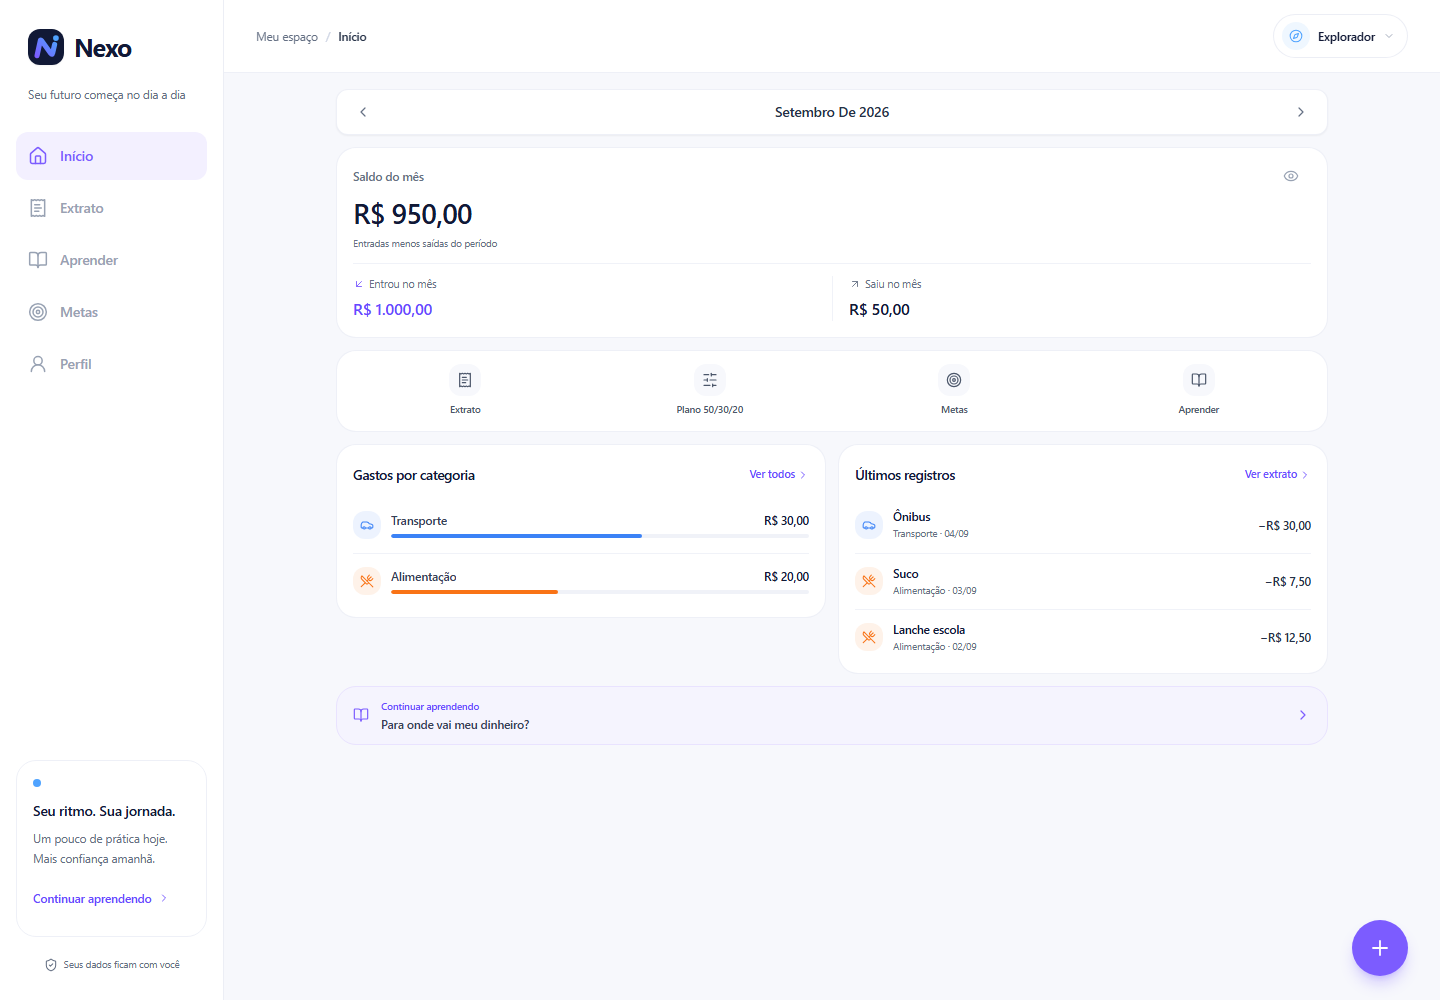 Nexo
Seu futuro começa no dia a dia
Início
Extrato
Aprender
Metas
Perfil
Seu ritmo. Sua jornada.
Um pouco de prática hoje.
Mais confiança amanhã.
Continuar aprendendo
Seus dados ficam com você
Meu espaço / Início
Explorador
Setembro De 2026
Saldo do mês
R$ 950,00
Entradas menos saídas do período
Entrou no mês
R$ 1.000,00
Saiu no mês
R$ 50,00
Extrato
Plano 50/30/20
Metas
Aprender
Gastos por categoria
Ver todos
Transporte
R$ 30,00
Alimentação
R$ 20,00
Últimos registros
Ver extrato
Ônibus
Transporte · 04/09
−R$ 30,00
Suco
Alimentação · 03/09
−R$ 7,50
Lanche escola
Alimentação · 02/09
−R$ 12,50
Continuar aprendendo
Para onde vai meu dinheiro?